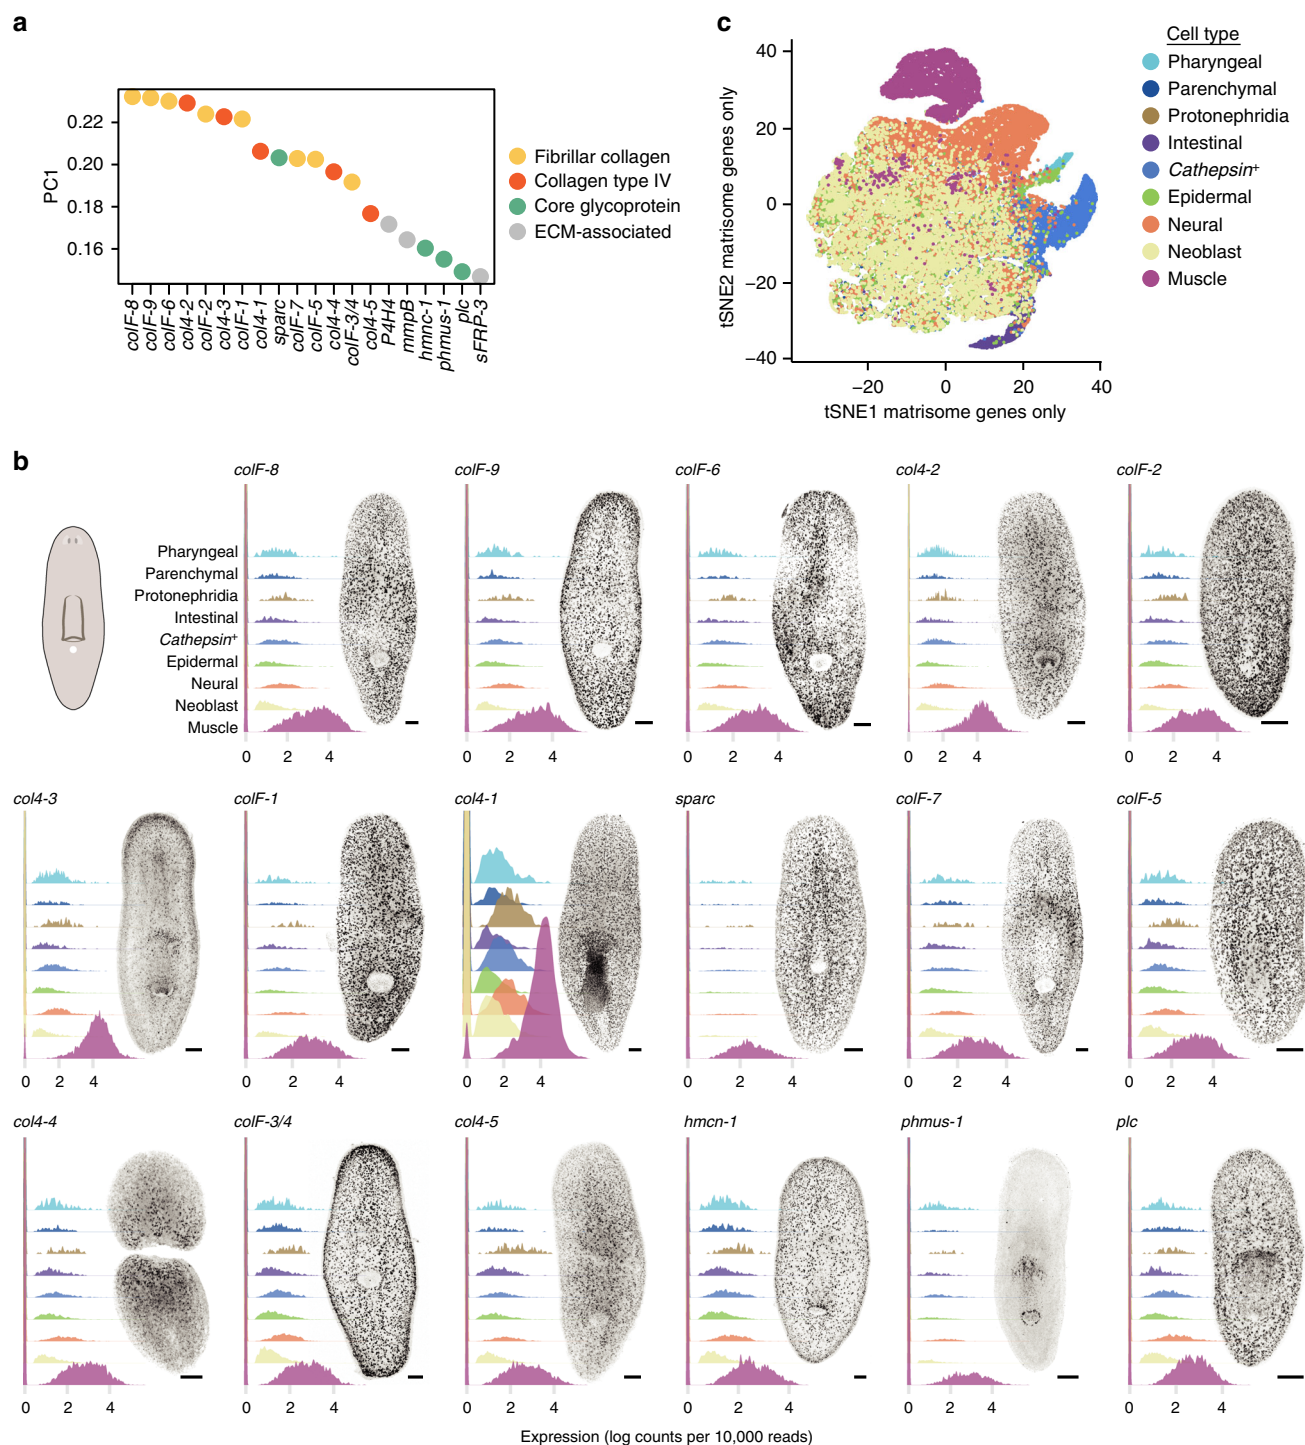 a
PC1
0.22
0.20
0.18
0.16
colF-8
colF-9
colF-6
col4-2
colF-2
col4-3
colF-1
col4-1
sparc
colF-7
colF-5
col4-4
colF-3/4
col4-5
P4H4
mmpB
hmnc-1
phmus-1
plc
sFRP-3
Fibrillar collagen
Collagen type IV
Core glycoprotein
ECM-associated
c
tSNE2 matrisome genes only
40
20
0
−20
−40
−20 0 20 40
tSNE1 matrisome genes only
Cell type
Pharyngeal
Parenchymal
Protonephridia
Intestinal
Cathepsin+
Epidermal
Neural
Neoblast
Muscle
b
colF-8 colF-9 colF-6 col4-2 colF-2
Pharyngeal
Parenchymal
Protonephridia
Intestinal
Cathepsin+
Epidermal
Neural
Neoblast
Muscle
0 2 4 0 2 4 0 2 4 0 2 4 0 2 4
col4-3 colF-1 col4-1 sparc colF-7 colF-5
0 2 4 0 2 4 0 2 4 0 2 4 0 2 4 0 2 4
col4-4 colF-3/4 col4-5 hmcn-1 phmus-1 plc
0 2 4 0 2 4 0 2 4 0 2 4 0 2 4 0 2 4
Expression (log counts per 10,000 reads)